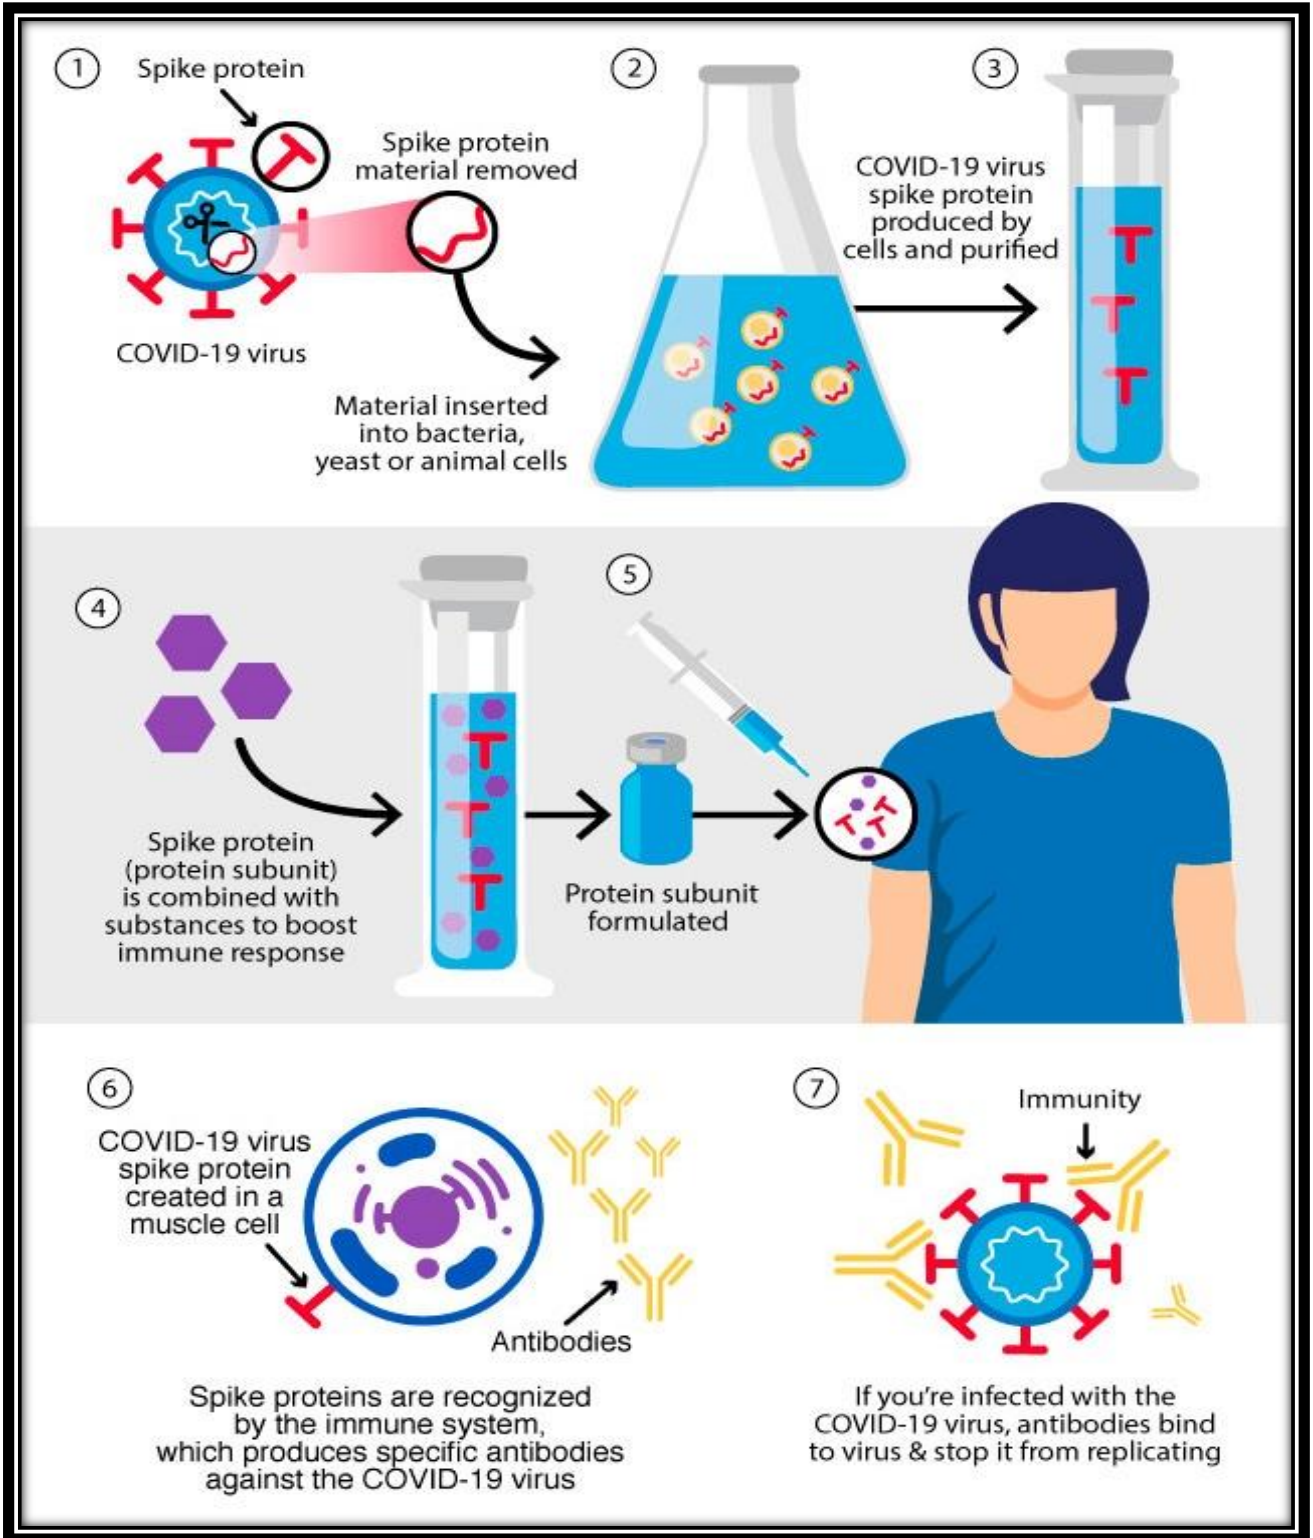 1
Spike protein
Spike protein
material removed
COVID-19 virus
Material inserted
into bacteria,
yeast or animal cells
2
3
COVID-19 virus
spike protein
produced by
cells and purified
4
Spike protein
(protein subunit)
is combined with
substances to boost
immune response
5
Protein subunit
formulated
6
COVID-19 virus
spike protein
created in a
muscle cell
Antibodies
Spike proteins are recognized
by the immune system,
which produces specific antibodies
against the COVID-19 virus
7
Immunity
If you're infected with the
COVID-19 virus, antibodies bind
to virus & stop it from replicating